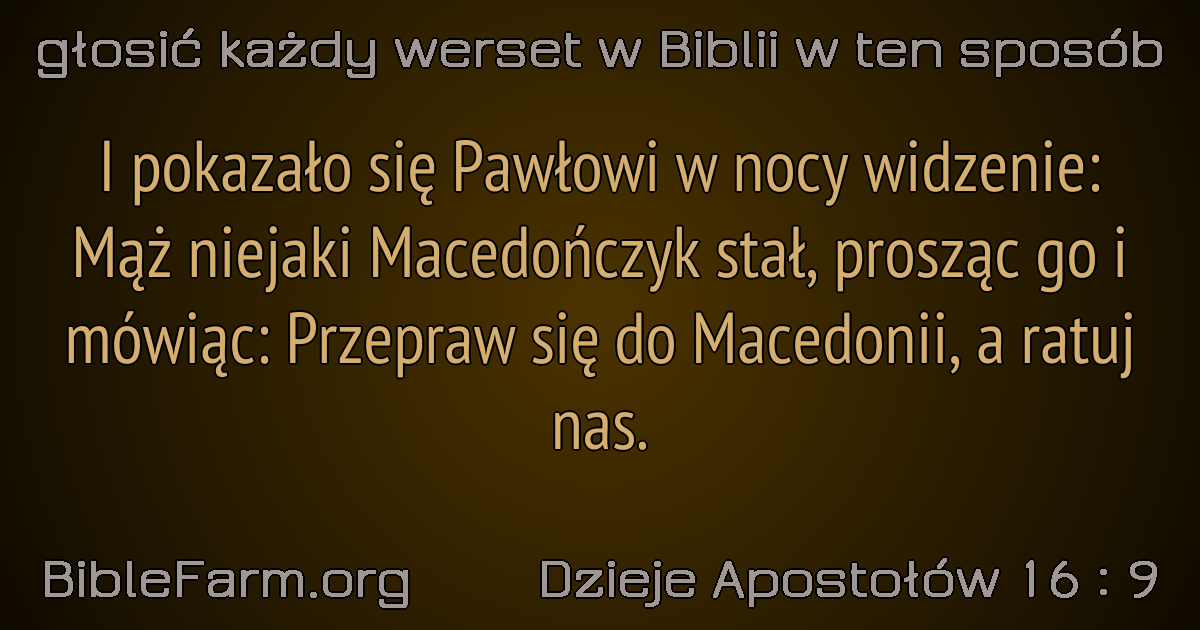 głosić każdy werset w Biblii w ten sposób
I pokazało się Pawłowi w nocy widzenie:
Mąż niejaki Macedończyk stał, prosząc go i
mówiąc: Przepraw się do Macedonii, a ratuj
nas.
BibleFarm.org Dzieje Apostołów 16 : 9